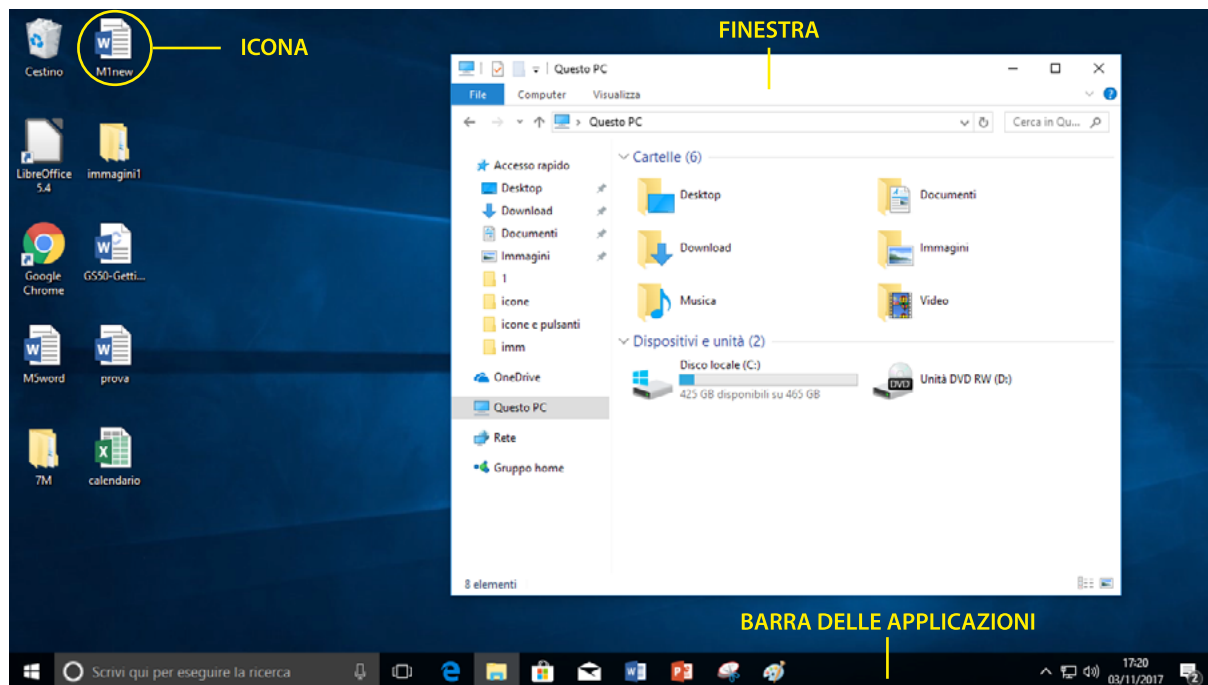 ICONA
FINESTRA
Cestino
M1new
LibreOffice
5.4
immagini1
Google
Chrome
GS50-Getti...
M5word
prova
7M
calendario
Questo PC
File Computer Visualizza
Questo PC
Cerca in Qu...
Accesso rapido
Desktop
Download
Documenti
Immagini
1
icone
icone e pulsanti
imm
OneDrive
Questo PC
Rete
Gruppo home
Cartelle (6)
Desktop
Documenti
Download
Immagini
Musica
Video
Dispositivi e unità (2)
Disco locale (C:)
425 GB disponibili su 465 GB
DVD
Unità DVD RW (D:)
8 elementi
BARRA DELLE APPLICAZIONI
Scrivi qui per eseguire la ricerca
17:20
03/11/2017
2